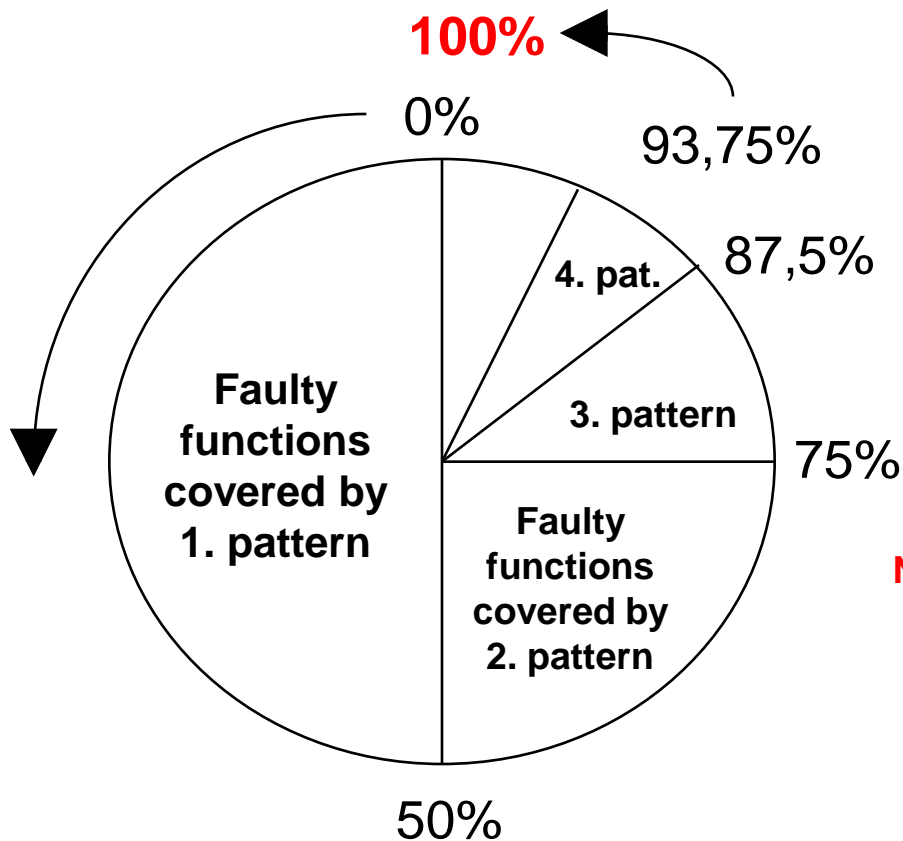 100%
0%
93,75%
87,5%
4. pat.
Faulty
functions
covered by
1. pattern
3. pattern
75%
Faulty
functions
covered by
2. pattern
50%